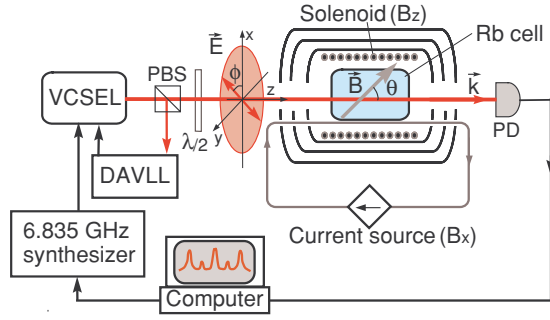 Solenoid (Bz)
Rb cell
E⃗
x
ϕ
PBS
VCSEL
z
B⃗
θ
k⃗
y
λ/2
PD
DAVLL
6.835 GHz
synthesizer
Current source (Bx)
Computer